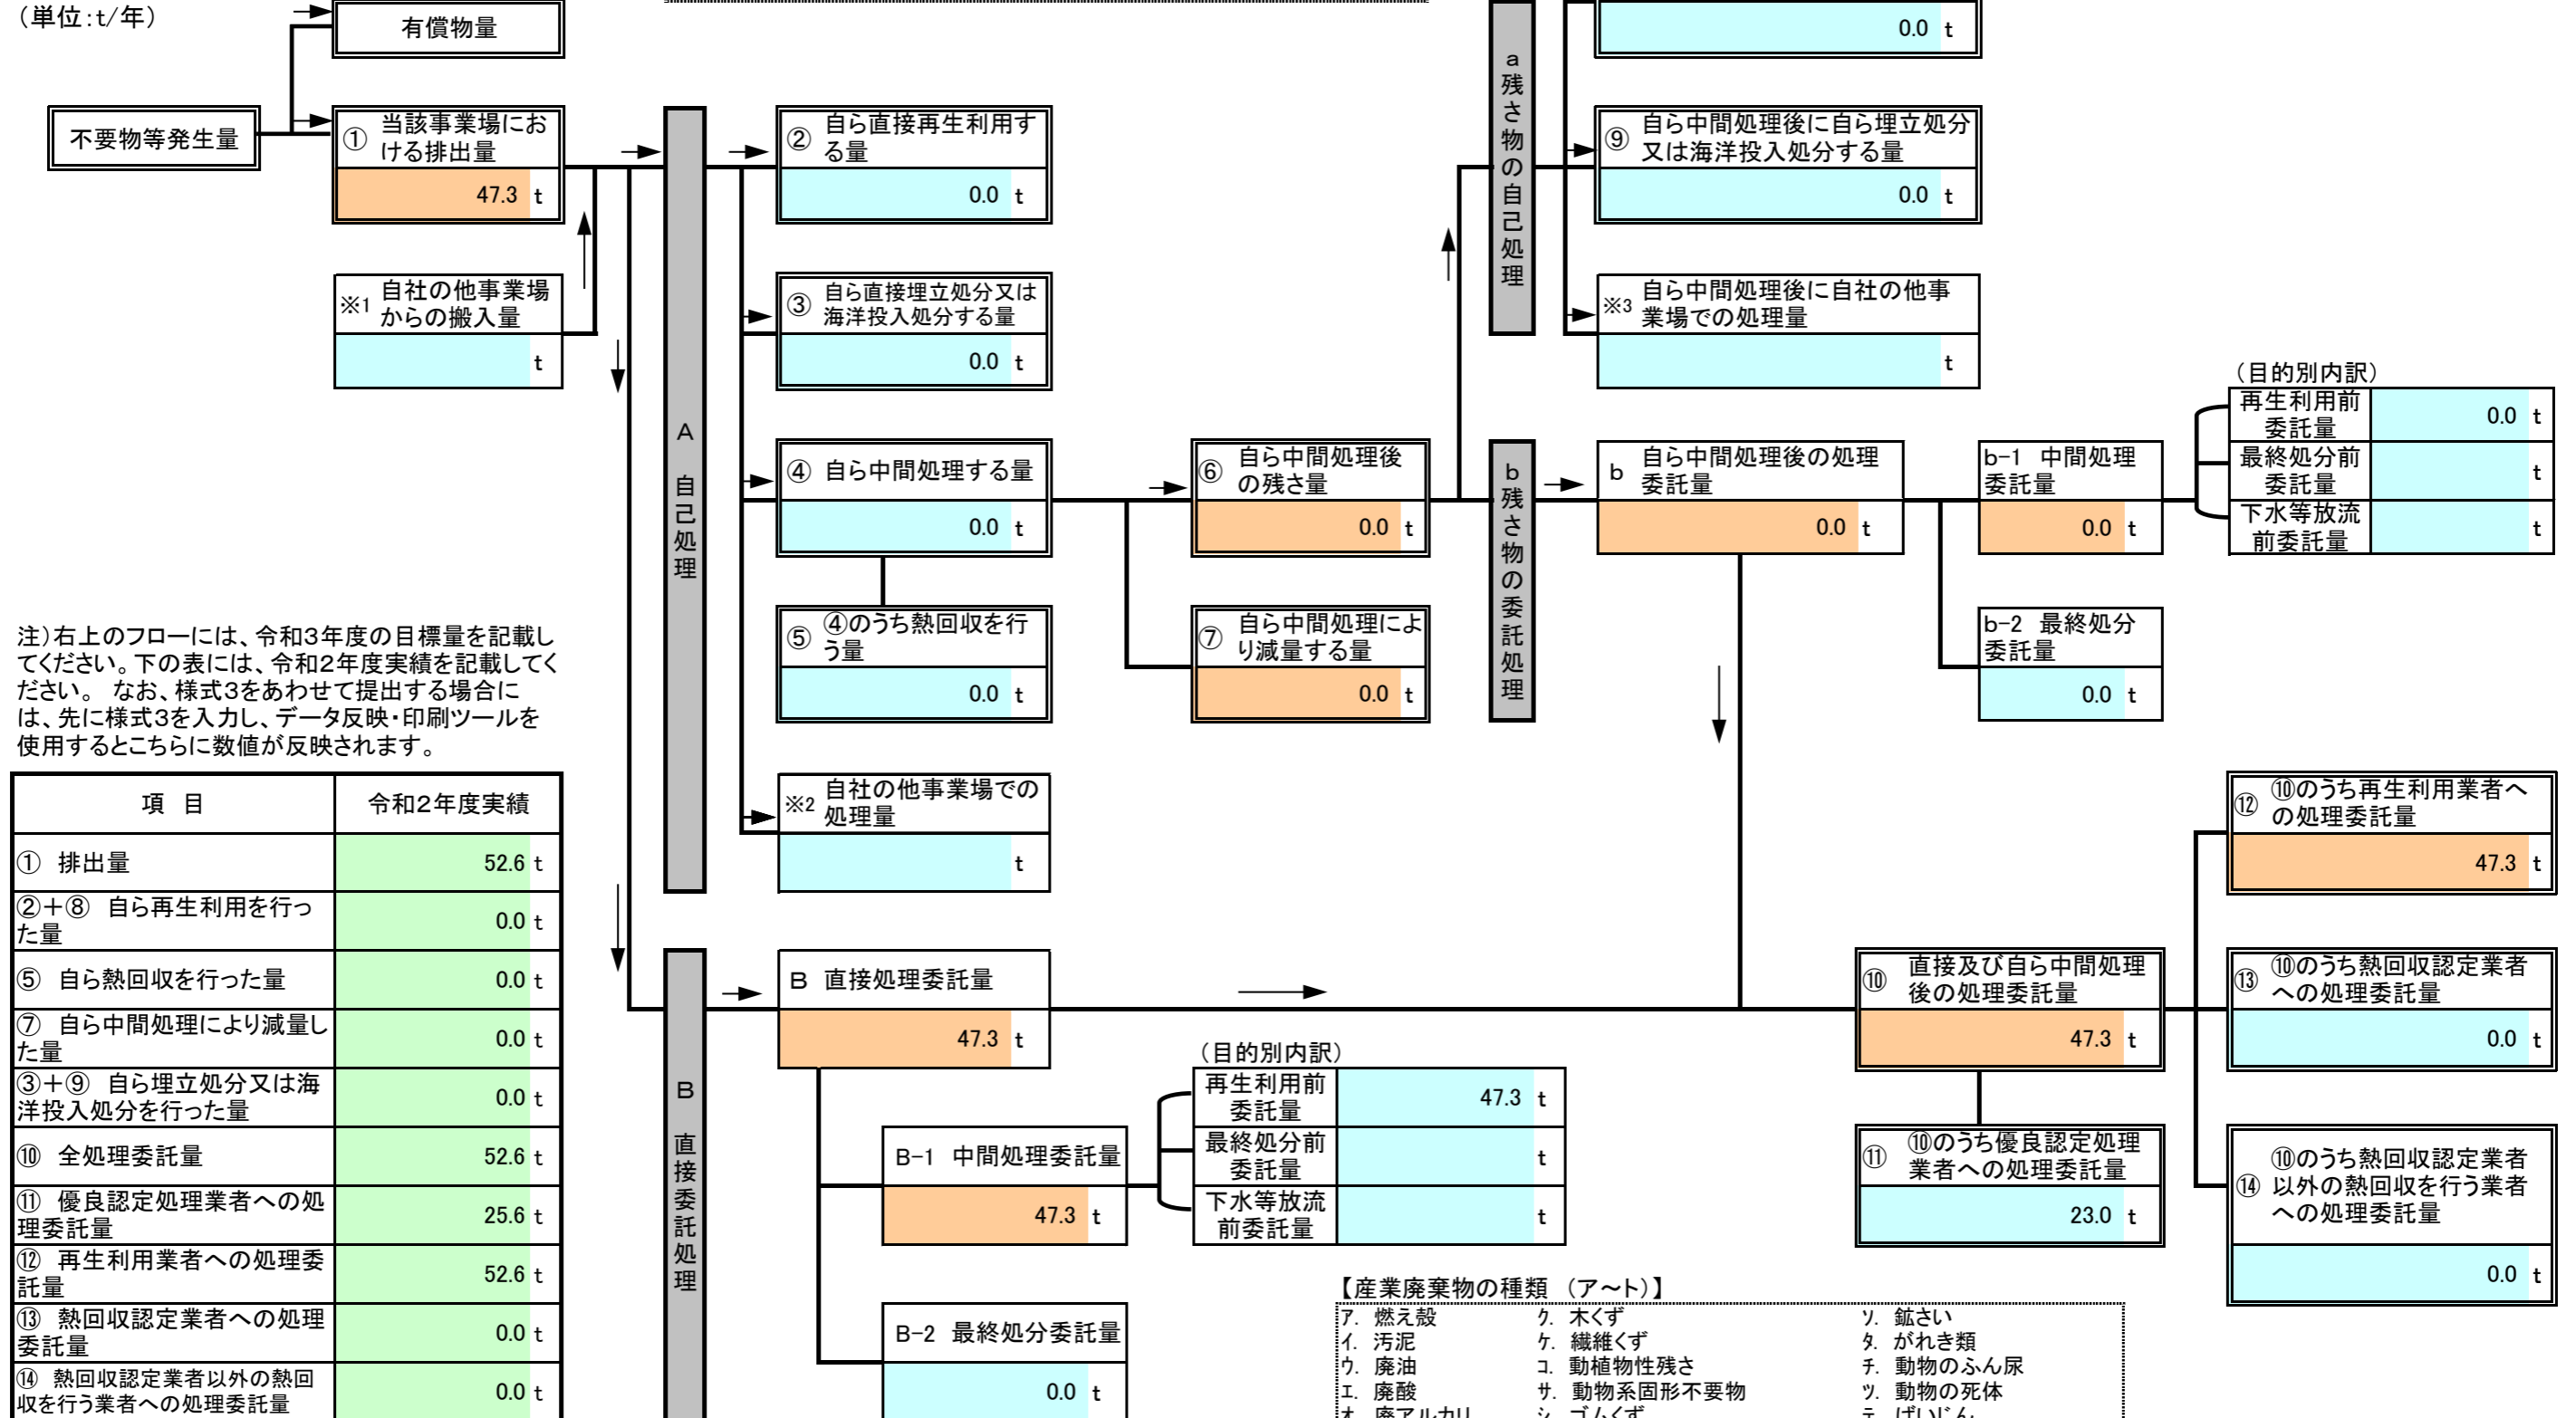 （単位：t/年）
有償物量
不要物等発生量
① 当該事業場にお
ける排出量
47.3 t
※1 自社の他事業場
からの搬入量
t
A 自己処理
② 自ら直接再生利用す
る量
0.0 t
③ 自ら直接埋立処分又は
海洋投入処分する量
0.0 t
④ 自ら中間処理する量
0.0 t
⑤ ④のうち熱回収を行
う量
0.0 t
※2 自社の他事業場での
処理量
t
⑥ 自ら中間処理後
の残さ量
0.0 t
⑦ 自ら中間処理によ
り減量する量
0.0 t
a 残さ物の自己処理
0.0 t
⑨ 自ら中間処理後に自ら埋立処分
又は海洋投入処分する量
0.0 t
※3 自ら中間処理後に自社の他事
業場での処理量
t
b 残さ物の委託処理
b 自ら中間処理後の処理
委託量
0.0 t
b-1 中間処理
委託量
0.0 t
b-2 最終処分
委託量
0.0 t
（目的別内訳）
再生利用前
委託量
0.0 t
最終処分前
委託量
t
下水等放流
前委託量
t
注）右上のフローには、令和３年度の目標量を記載し
てください。下の表には、令和２年度実績を記載してく
ださい。 なお、様式３をあわせて提出する場合に
は、先に様式３を入力し、データ反映・印刷ツールを
使用するとこちらに数値が反映されます。
項 目 令和２年度実績
① 排出量 52.6 t
②＋⑧ 自ら再生利用を行っ
た量 0.0 t
⑤ 自ら熱回収を行った量 0.0 t
⑦ 自ら中間処理により減量し
た量 0.0 t
③＋⑨ 自ら埋立処分又は海
洋投入処分を行った量 0.0 t
⑩ 全処理委託量 52.6 t
⑪ 優良認定処理業者への処
理委託量 25.6 t
⑫ 再生利用業者への処理委
託量 52.6 t
⑬ 熱回収認定業者への処理
委託量 0.0 t
⑭ 熱回収認定業者以外の熱回
収を行う業者への処理委託量 0.0 t
B 直接委託処理
B 直接処理委託量
47.3 t
B-1 中間処理委託量
47.3 t
B-2 最終処分委託量
0.0 t
（目的別内訳）
再生利用前
委託量
47.3 t
最終処分前
委託量
t
下水等放流
前委託量
t
⑩ 直接及び自ら中間処理
後の処理委託量
47.3 t
⑪ ⑩のうち優良認定処理
業者への処理委託量
23.0 t
⑫ ⑩のうち再生利用業者へ
の処理委託量
47.3 t
⑬ ⑩のうち熱回収認定業者
への処理委託量
0.0 t
⑭ ⑩のうち熱回収認定業者
以外の熱回収を行う業者
への処理委託量
0.0 t
【産業廃棄物の種類 （ア～ト）】
ｱ. 燃え殻 ｸ. 木くず ｿ. 鉱さい
ｲ. 汚泥 ｹ. 繊維くず ﾀ. がれき類
ｳ. 廃油 ｺ. 動植物性残さ ﾁ. 動物のふん尿
ｴ. 廃酸 ｻ. 動物系固形不要物 ﾂ. 動物の死体
ｵ. 廃アルカリ ｼ. ゴムくず ﾃ. ばいじん